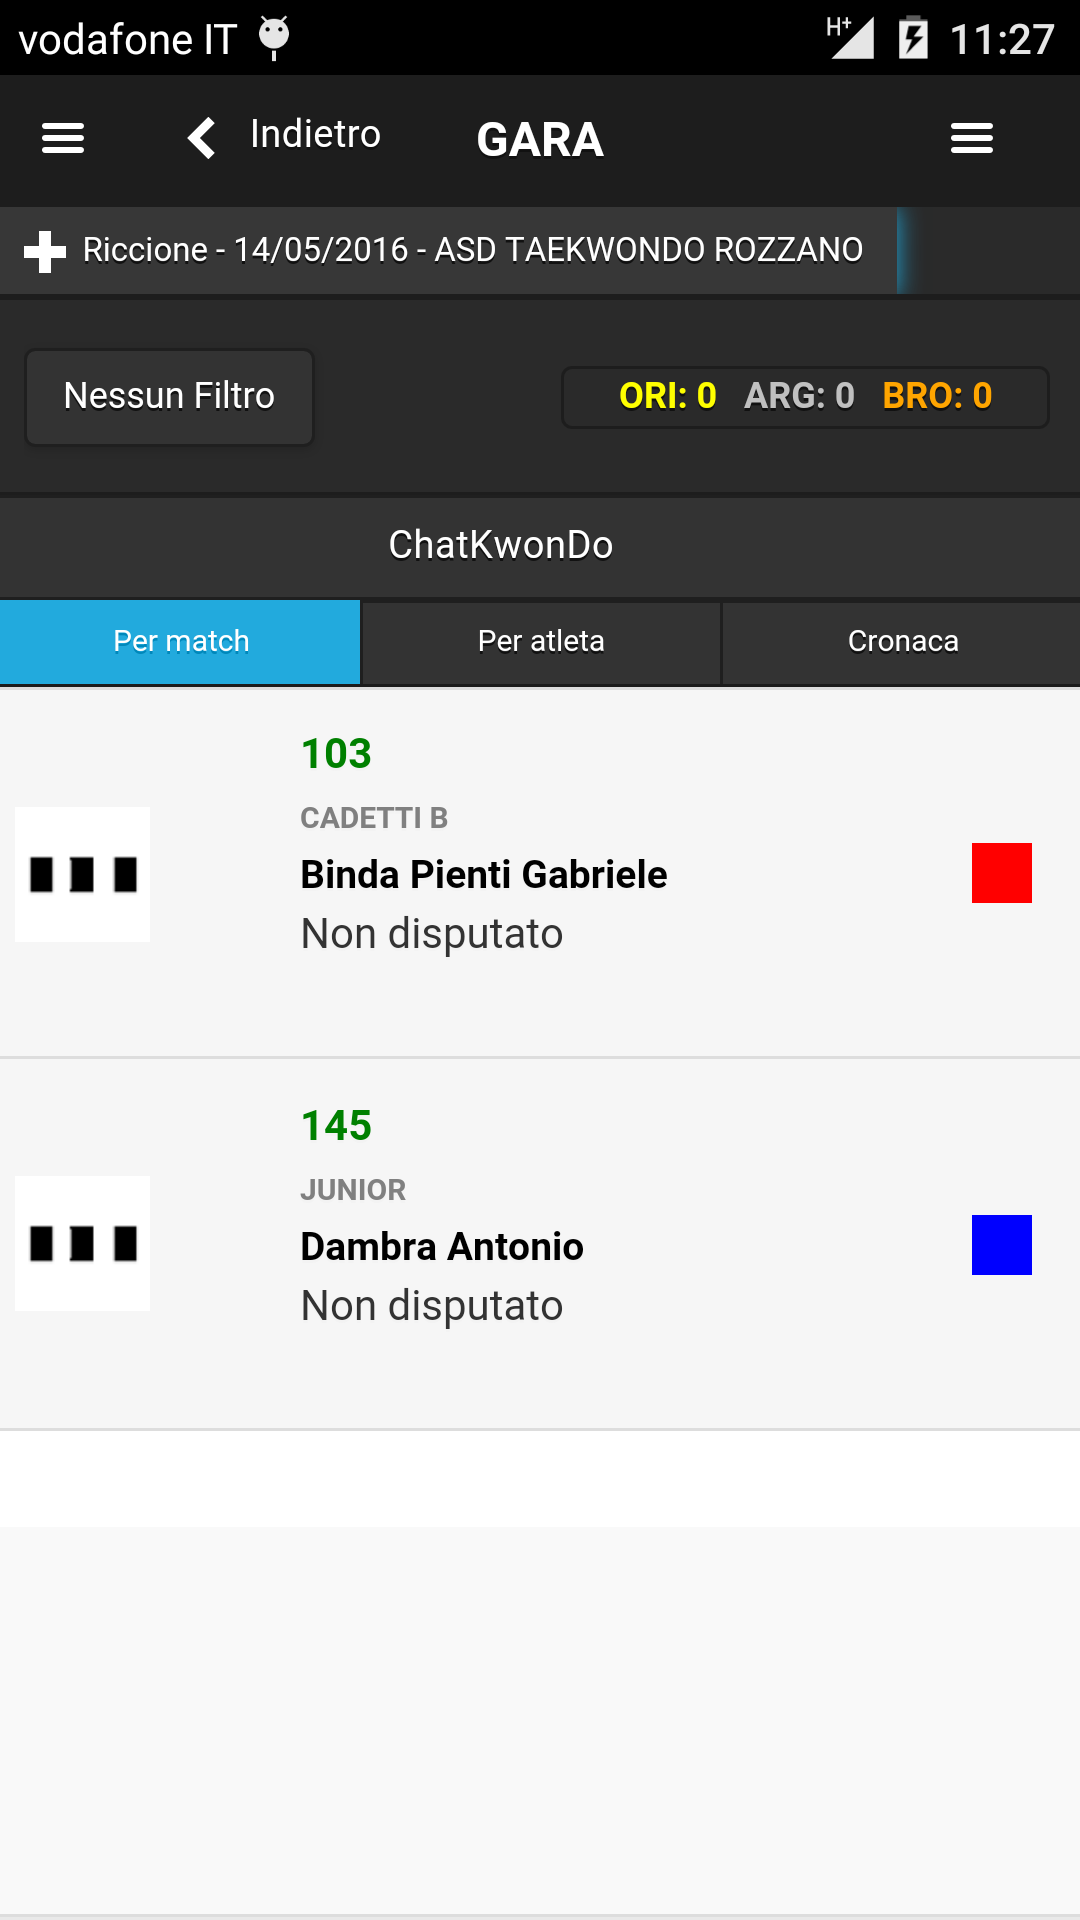 vodafone IT H+ 11:27
Indietro GARA
Riccione - 14/05/2016 - ASD TAEKWONDO ROZZANO
Nessun Filtro ORI: 0 ARG: 0 BRO: 0
ChatKwonDo
Per match Per atleta Cronaca
103
CADETTI B
Binda Pienti Gabriele
Non disputato
145
JUNIOR
Dambra Antonio
Non disputato